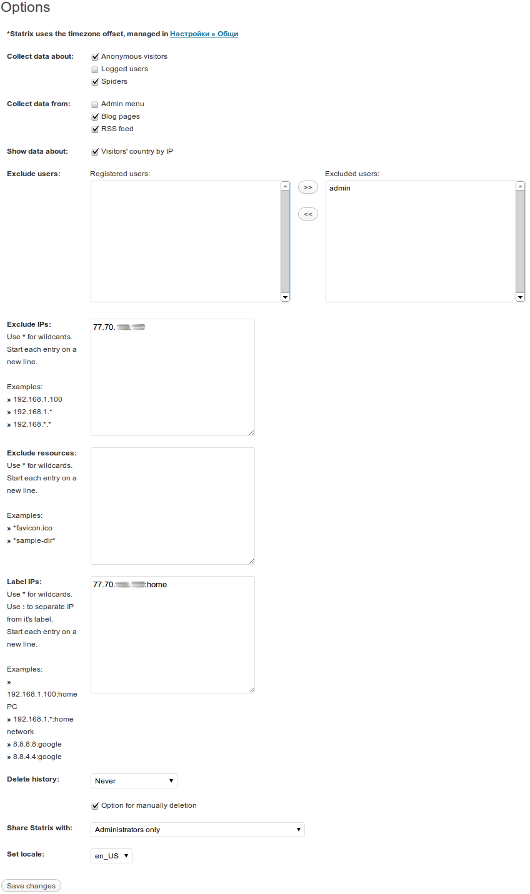 Options
*Statrix uses the timezone offset, managed in Настройки » Общи
Collect data about:
Anonymous visitors
Logged users
Spiders
Collect data from:
Admin menu
Blog pages
RSS feed
Show data about:
Visitors' country by IP
Exclude users:
Registered users:
>>
<<
Excluded users:
admin
Exclude IPs:
Use * for wildcards.
Start each entry on a
new line.
Examples:
» 192.168.1.100
» 192.168.1.*
» 192.168.*.*
77.70.
Exclude resources:
Use * for wildcards.
Start each entry on a
new line.
Examples:
» *favicon.ico
» *sample-dir*
Label IPs:
Use * for wildcards.
Use : to separate IP
from it's label.
Start each entry on a
new line.
Examples:
»
192.168.1.100:home
PC
» 192.168.1.*:home
network
» 8.8.8.8:google
» 8.8.4.4:google
77.70. :home
Delete history:
Never
Option for manually deletion
Share Statrix with:
Administrators only
Set locale:
en_US
Save changes